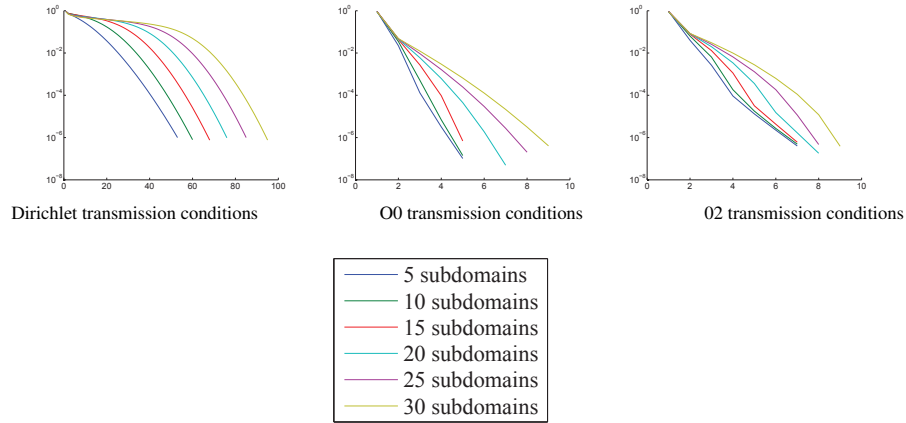 10^0
10^-2
10^-4
10^-6
10^-8
0 20 40 60 80 100
Dirichlet transmission conditions
10^0
10^-2
10^-4
10^-6
10^-8
0 2 4 6 8 10
O0 transmission conditions
10^0
10^-2
10^-4
10^-6
10^-8
0 2 4 6 8 10
02 transmission conditions
5 subdomains
10 subdomains
15 subdomains
20 subdomains
25 subdomains
30 subdomains